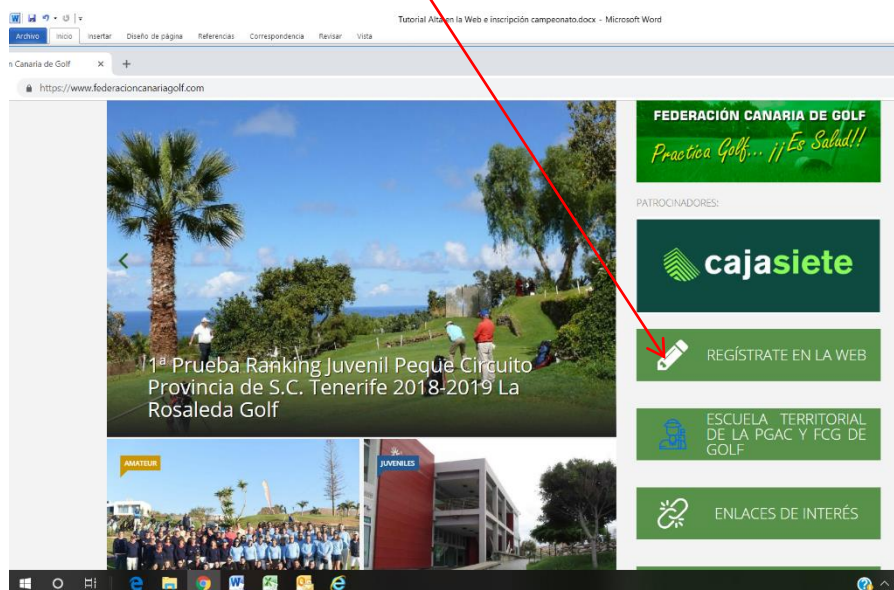 Tutorial Alta en la Web e inscripción campeonato.docx - Microsoft Word
Archivo Inicio Insertar Diseño de página Referencias Correspondencia Revisar Vista
n Canaria de Golf
https://www.federacioncanariagolf.com
FEDERACIÓN CANARIA DE GOLF
Practica Golf... ¡¡Es Salud!!
PATROCINADORES:
cajasiete
1ª Prueba Ranking Juvenil Peque Circuito
Provincia de S.C. Tenerife 2018-2019 La
Rosaleda Golf
REGÍSTRATE EN LA WEB
ESCUELA TERRITORIAL
DE LA PGAC Y FCG DE
GOLF
AMATEUR
JUVENILES
ENLACES DE INTERÉS